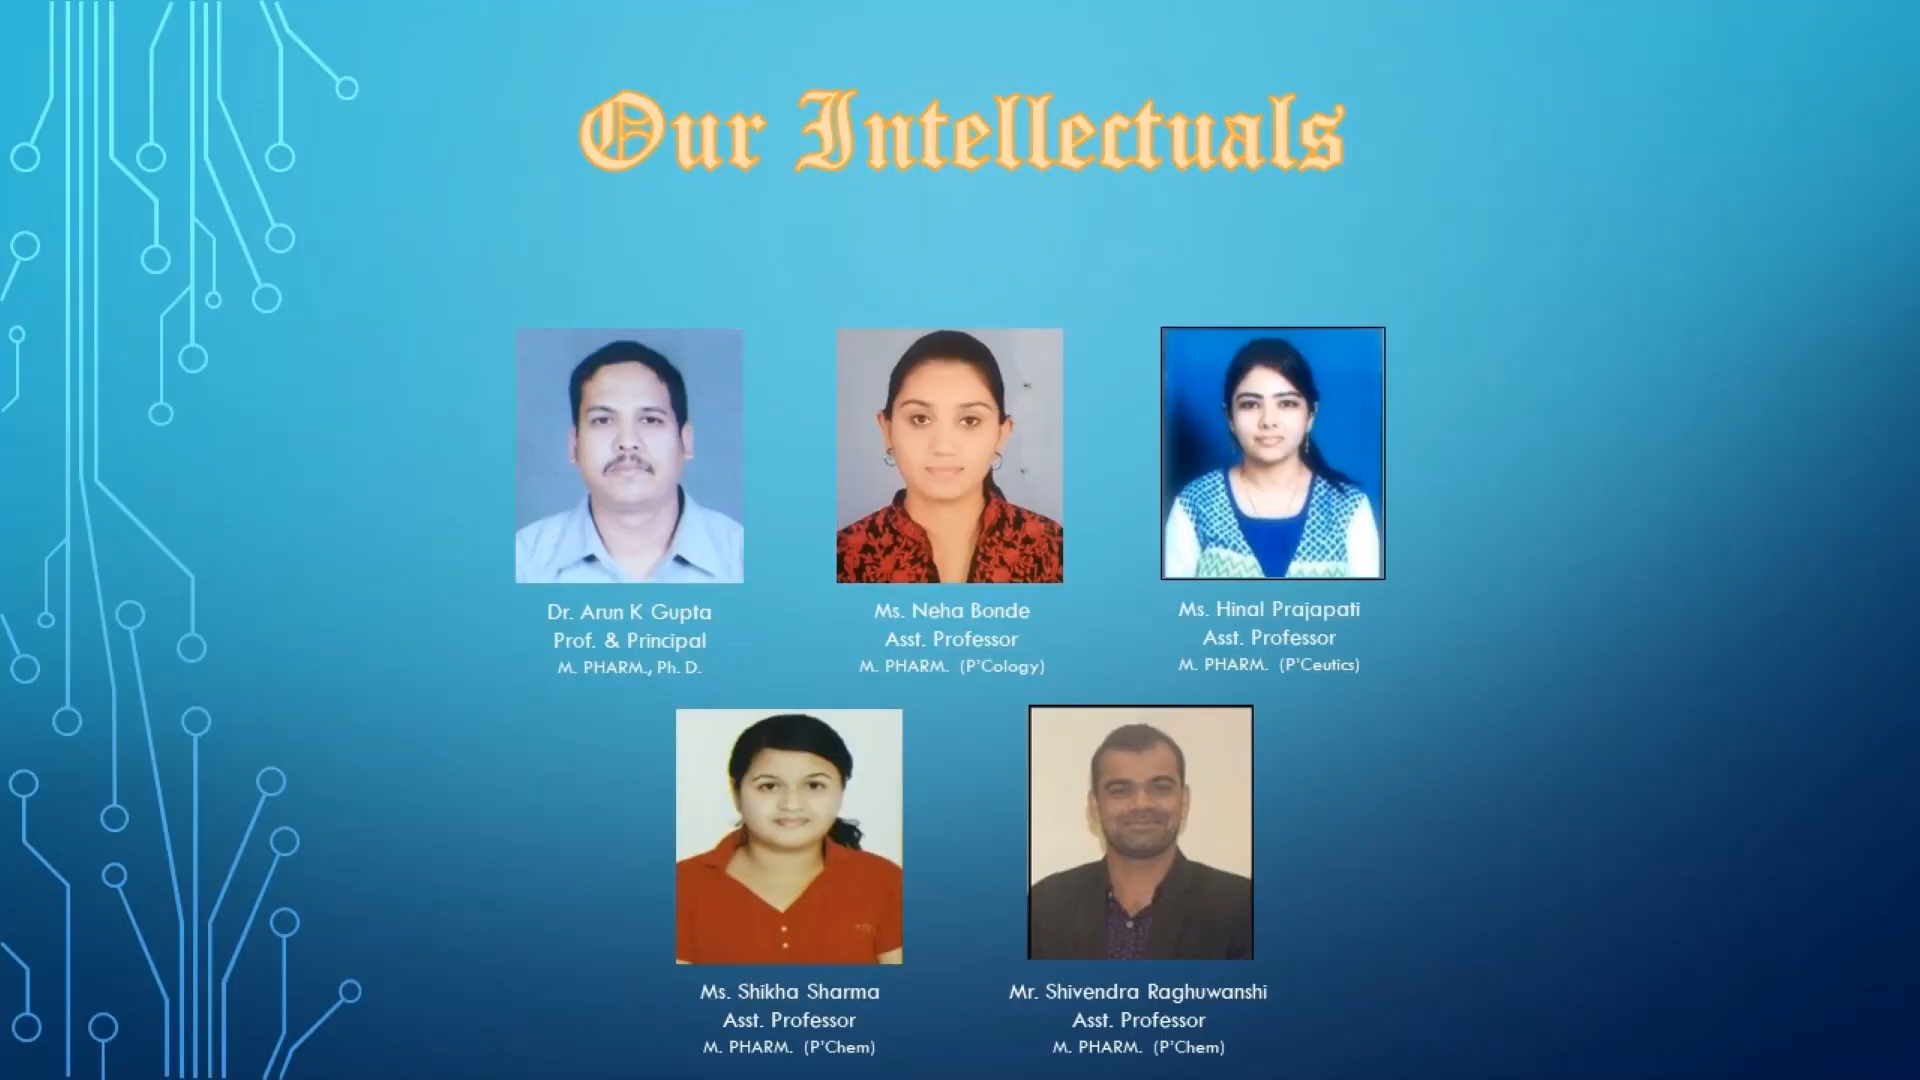 Our Intellectuals
Dr. Arun K Gupta
Prof. & Principal
M. PHARM., Ph. D.
Ms. Neha Bonde
Asst. Professor
M. PHARM. (P'Cology)
Ms. Hinal Prajapati
Asst. Professor
M. PHARM. (P'Ceutics)
Ms. Shikha Sharma
Asst. Professor
M. PHARM. (P'Chem)
Mr. Shivendra Raghuwanshi
Asst. Professor
M. PHARM. (P'Chem)